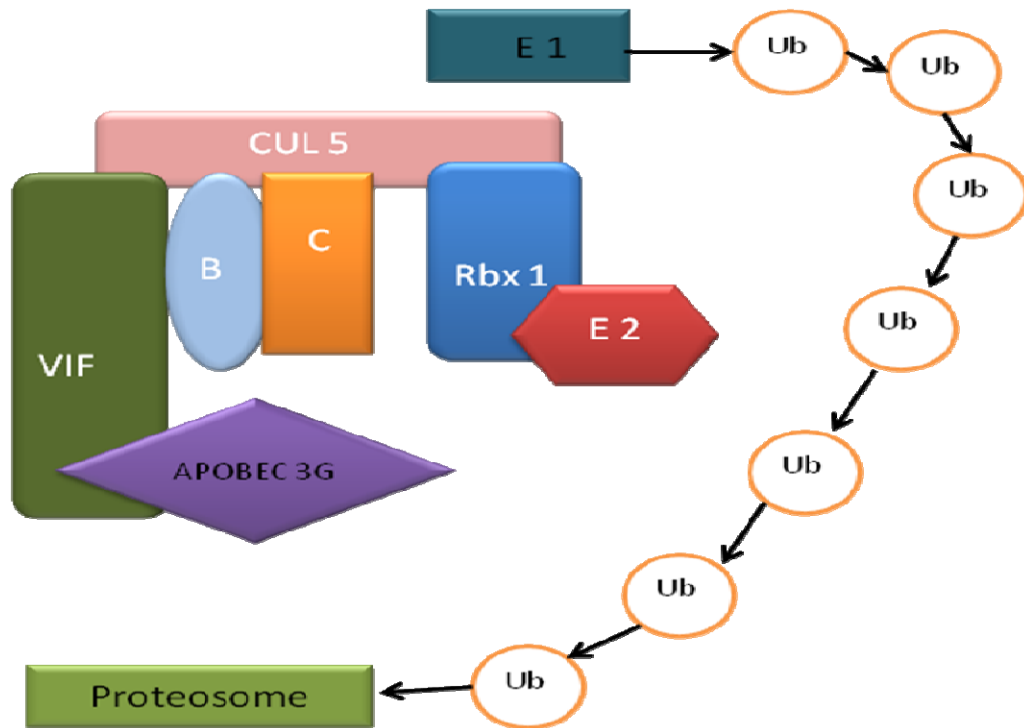 E 1
Ub
Ub
CUL 5
Ub
B
C
Rbx 1
E 2
Ub
VIF
APOBEC 3G
Ub
Ub
Ub
Proteosome